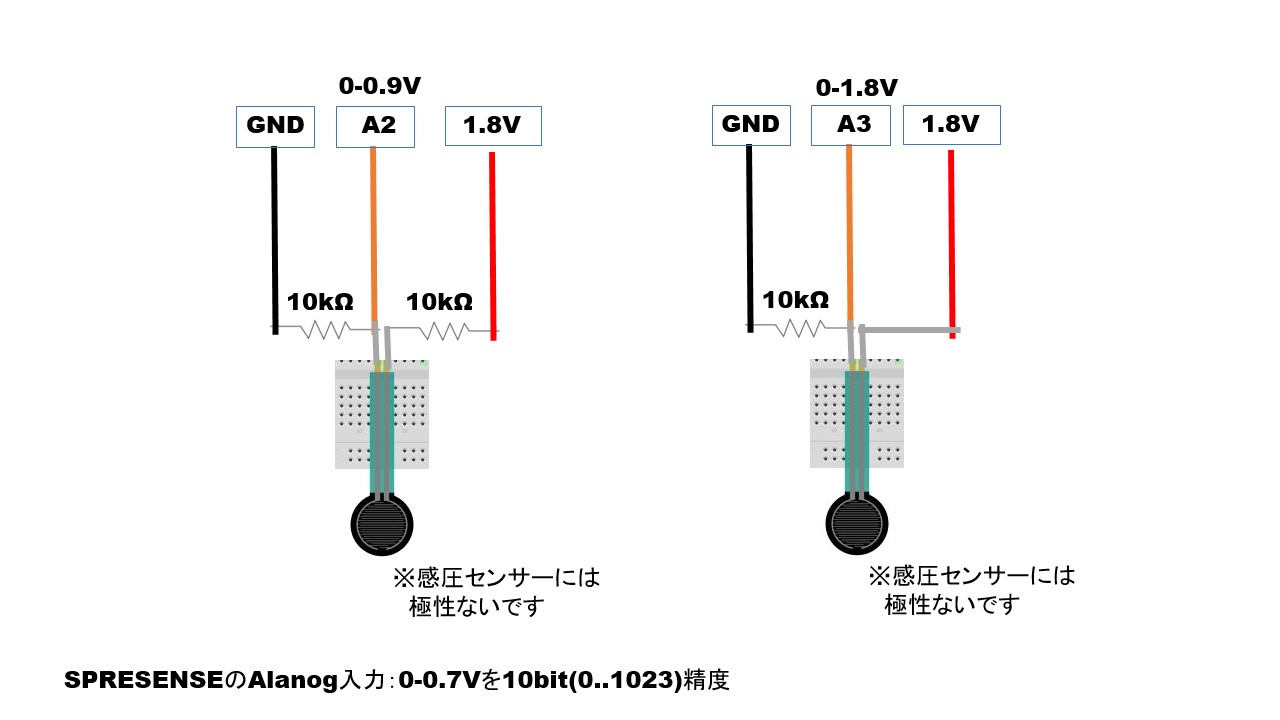 0-0.9V
GND A2 1.8V
10kΩ 10kΩ
※感圧センサーには
極性ないです
0-1.8V
GND A3 1.8V
10kΩ
※感圧センサーには
極性ないです
SPRESENSEのAlanog入力：0-0.7Vを10bit(0..1023)精度